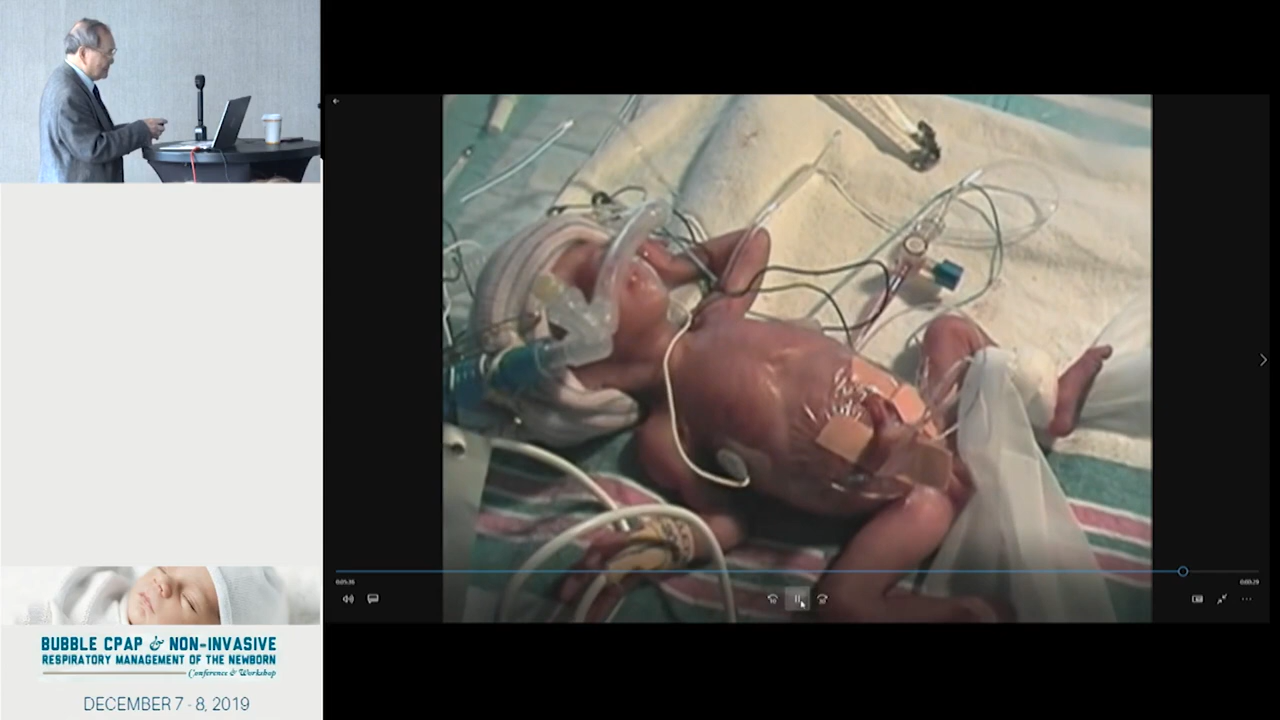 BUBBLE CPAP & NON-INVASIVE
RESPIRATORY MANAGEMENT OF THE NEWBORN
Conference & Workshop
DECEMBER 7 - 8, 2019